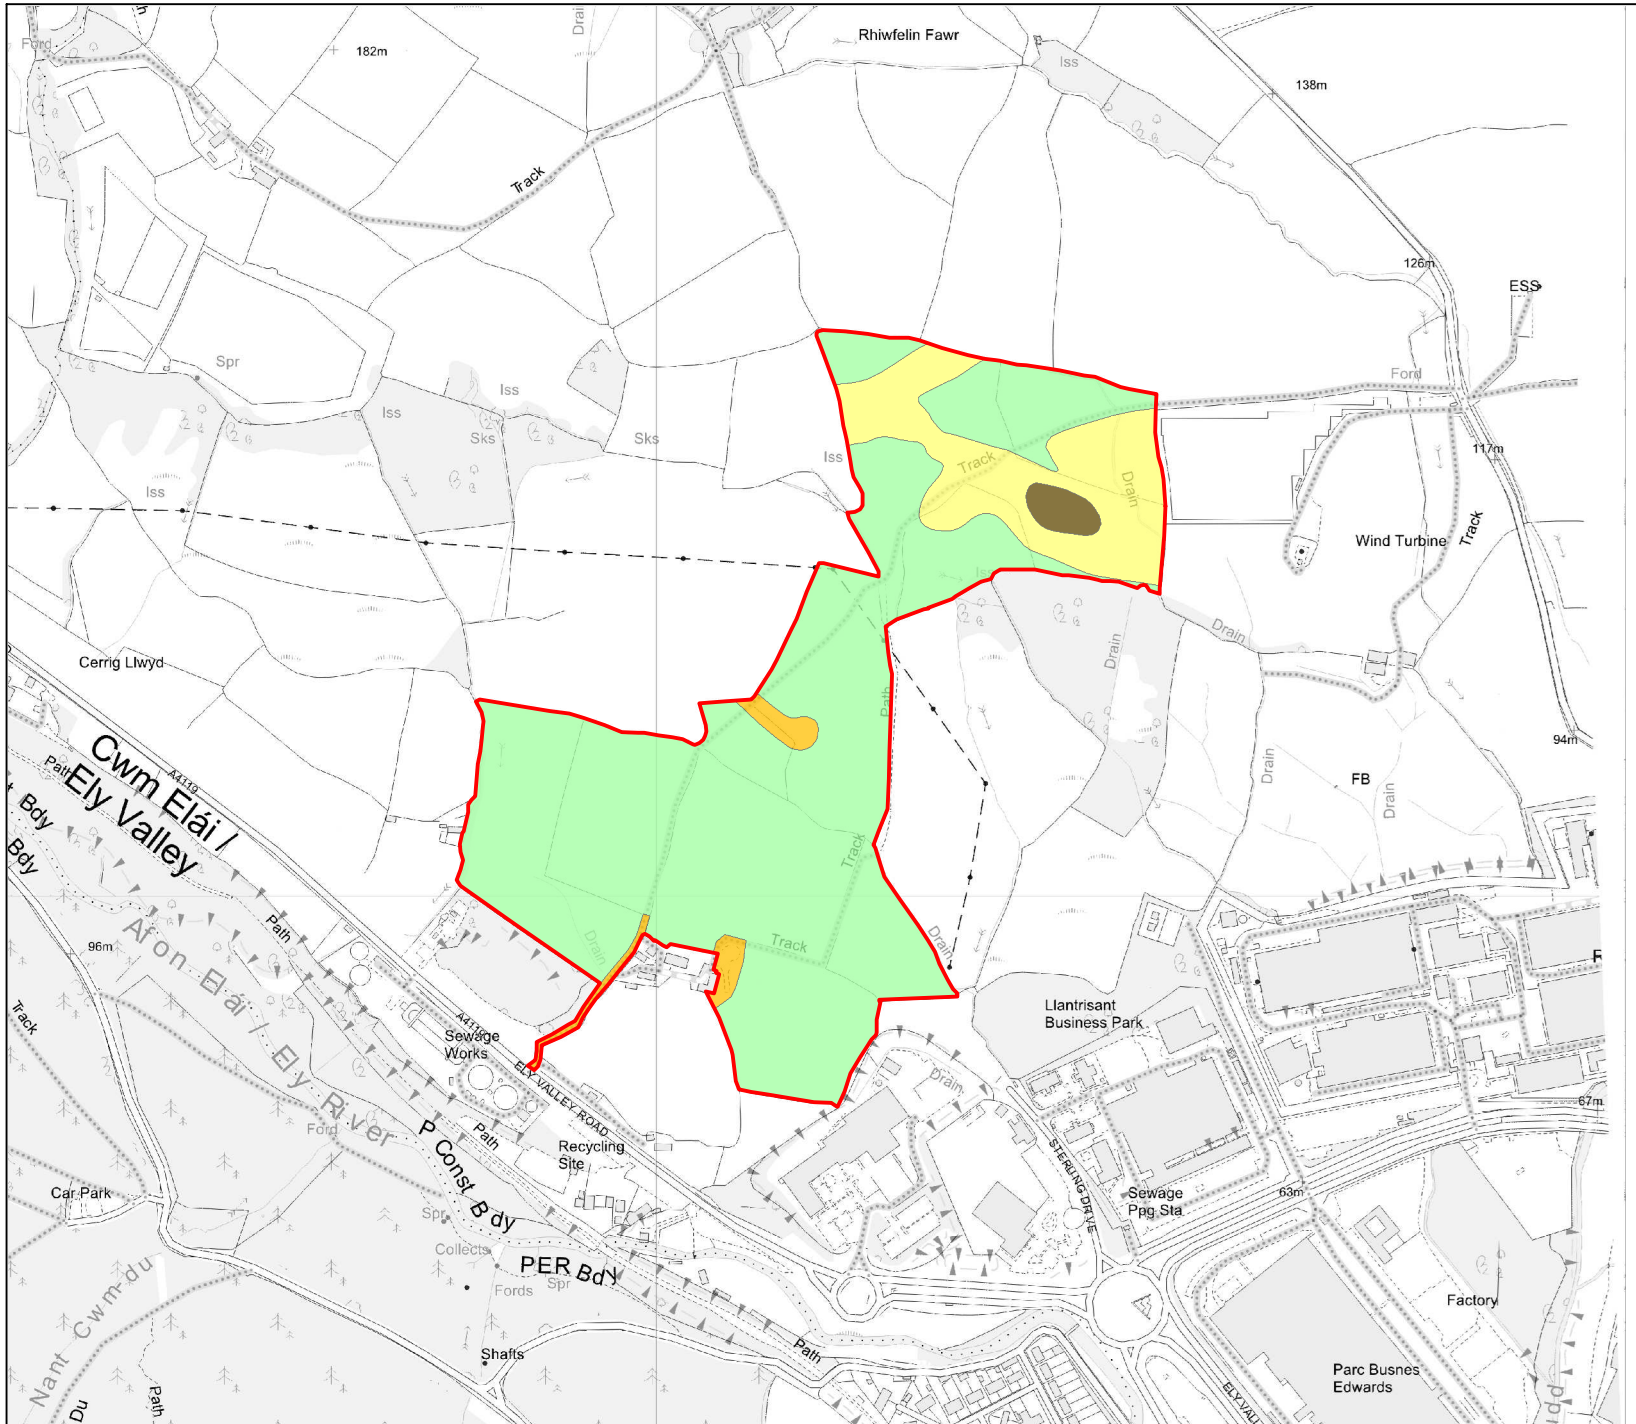 Ford
182m
Drai
Rhiwfelin Fawr
Iss
138m
Track
126m
ESS
Spr
Iss
Iss
Sks
Sks
Ford
Iss
Track
117m
Drain
Iss
Wind Turbine
Track
Iss
Drain
Drain
Cerrig Llwyd
Path
94m
Cwm Elái /
Ely Valley
Path
A4119
FB
Drain
Drain
Bdy
Bdy
Track
Path
Afon Elái / Ely River
96m
Drain
Track
Drain
Llantrisant
Business Park
Track
A4119
Sewage
Works
ELY VALLEY ROAD
Drain
67m
Ford
Path
P Const Bdy
Recycling
Site
STERLING DRIVE
Car Park
Sewage
Ppg Sta
63m
Spr
Collects
PER Bdy
Fords
Spr
Factory
Nant Cwm-du
Shafts
Path
Path
Parc Busnes
Edwards
Du